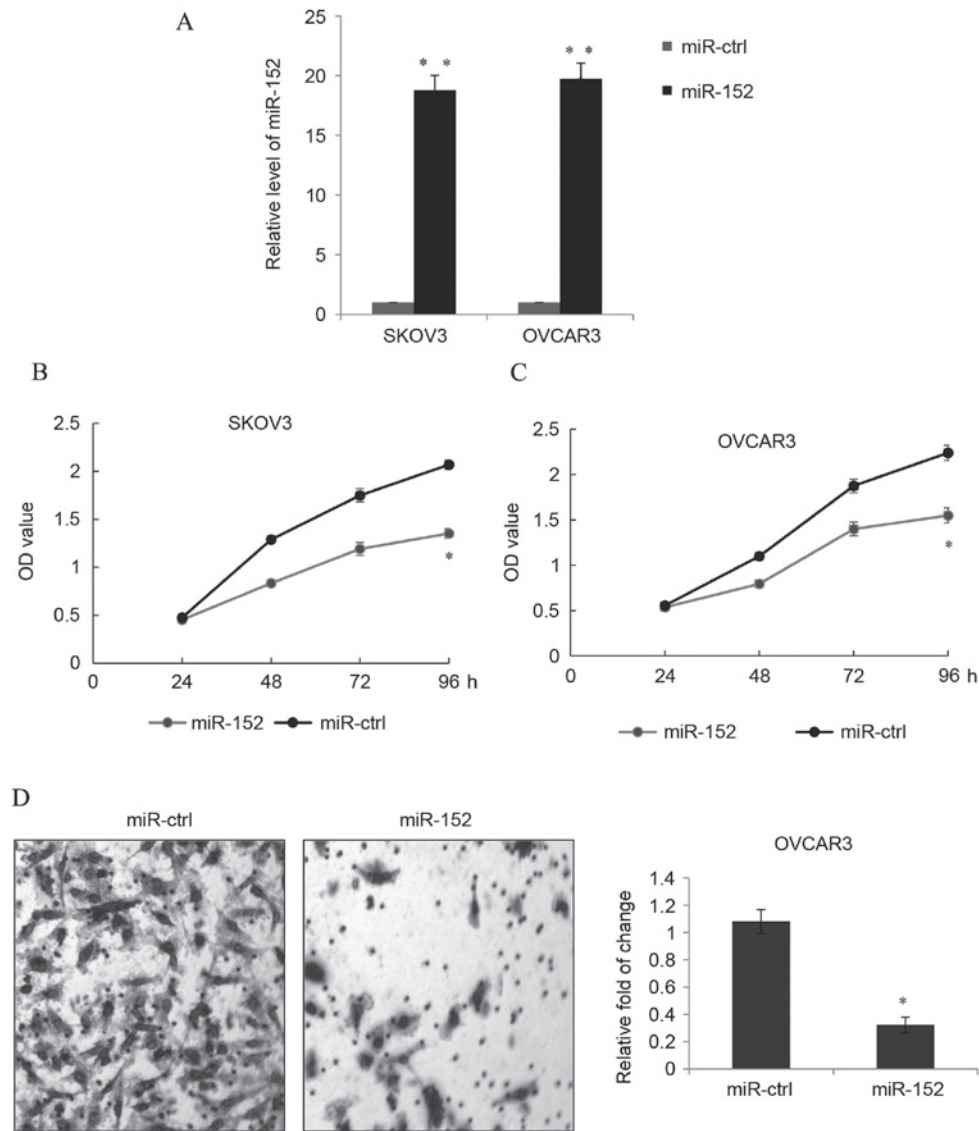 A
Relative level of miR-152
25
20
15
10
5
0
* *
* *
SKOV3
OVCAR3
miR-ctrl
miR-152
B
SKOV3
OD value
2.5
2
1.5
1
0.5
0
*
0 24 48 72 96 h
miR-152 miR-ctrl
C
OVCAR3
OD value
2.5
2
1.5
1
0.5
0
*
0 24 48 72 96 h
miR-152 miR-ctrl
D
miR-ctrl
miR-152
OVCAR3
Relative fold of change
1.4
1.2
1
0.8
0.6
0.4
0.2
0
*
miR-ctrl miR-152